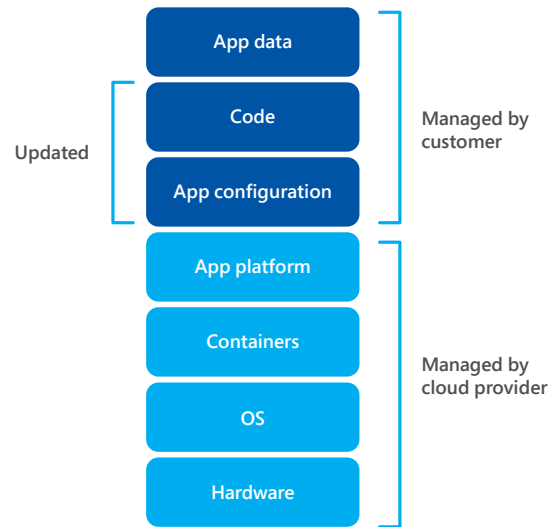 App data
Code
Updated
Managed by
customer
App configuration
App platform
Containers
Managed by
cloud provider
OS
Hardware